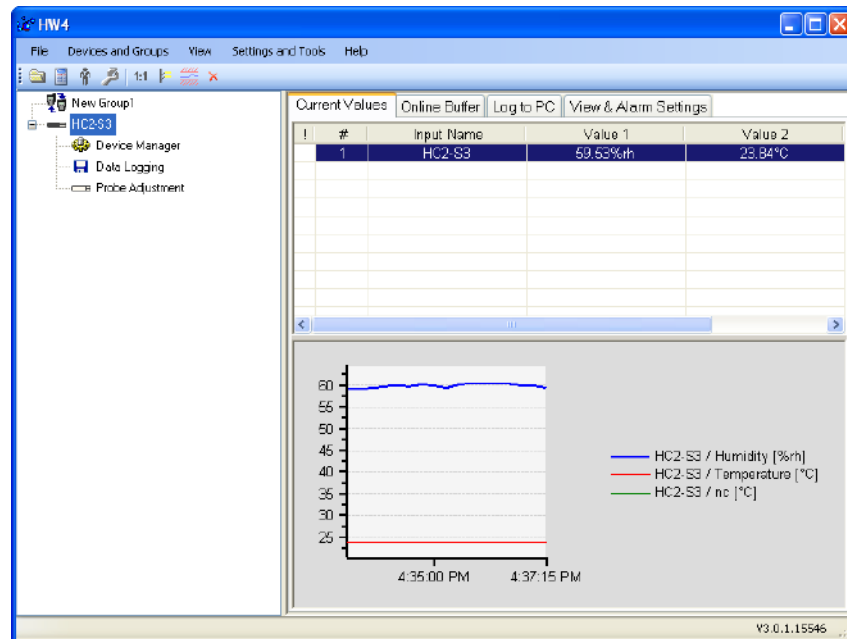 HW4
File Devices and Groups View Settings and Tools Help
1:1
New Group1
HC2-S3
Device Manager
Data Logging
Probe Adjustment
Current Values Online Buffer Log to PC View & Alarm Settings
! # Input Name Value 1 Value 2
1 HC2-S3 59.53%rh 23.84°C
60
55
50
45
40
35
30
25
4:35:00 PM 4:37:15 PM
HC2-S3 / Humidity [%rh]
HC2-S3 / Temperature [°C]
HC2-S3 / nc [°C]
V3.0.1.15546